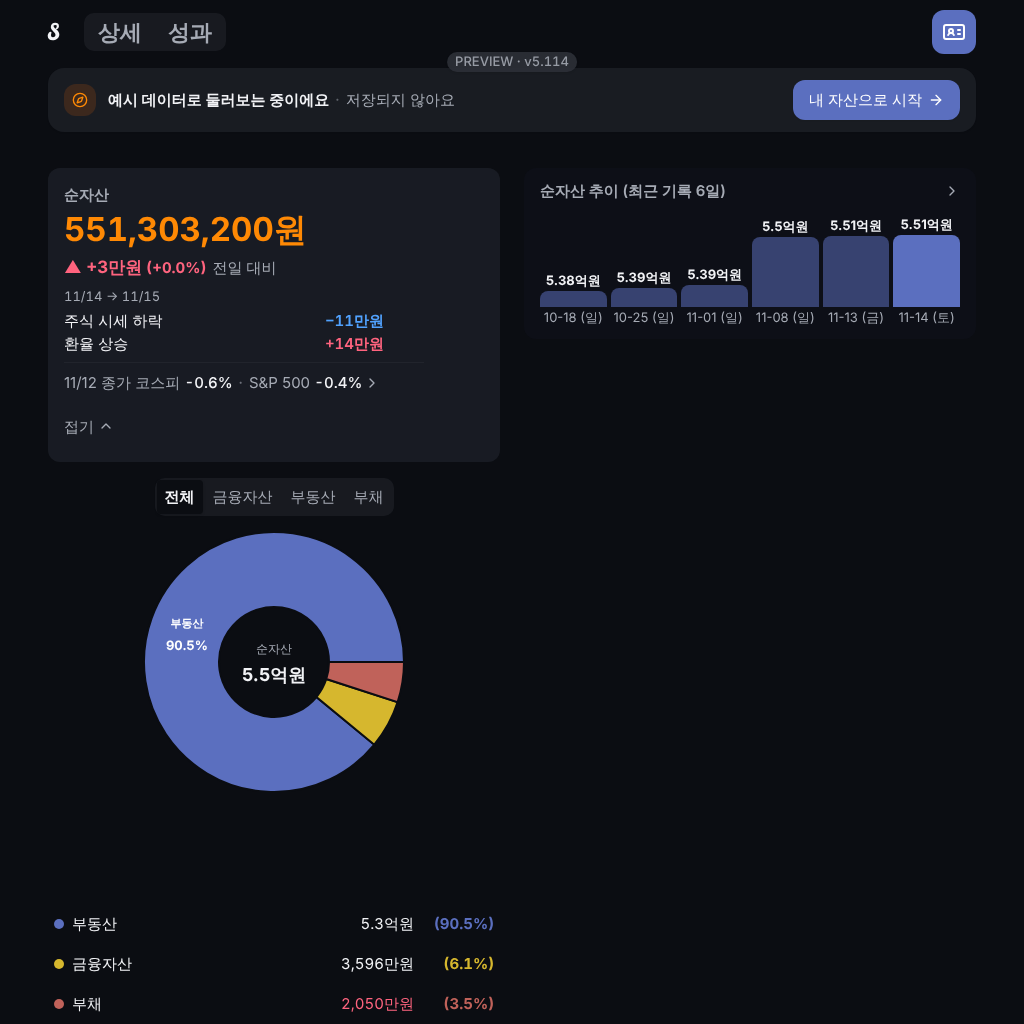 상세 성과
PREVIEW · v5.114
예시 데이터로 둘러보는 중이에요 · 저장되지 않아요
내 자산으로 시작 →
순자산
551,303,200원
▲ +3만원 (+0.0%) 전일 대비
11/14 → 11/15
주식 시세 하락 −11만원
환율 상승 +14만원
11/12 종가 코스피 -0.6% · S&P 500 -0.4%
접기
순자산 추이 (최근 기록 6일)
5.38억원 5.39억원 5.39억원 5.5억원 5.51억원 5.51억원
10-18 (일) 10-25 (일) 11-01 (일) 11-08 (일) 11-13 (금) 11-14 (토)
전체 금융자산 부동산 부채
부동산
90.5%
순자산
5.5억원
부동산 5.3억원 (90.5%)
금융자산 3,596만원 (6.1%)
부채 2,050만원 (3.5%)